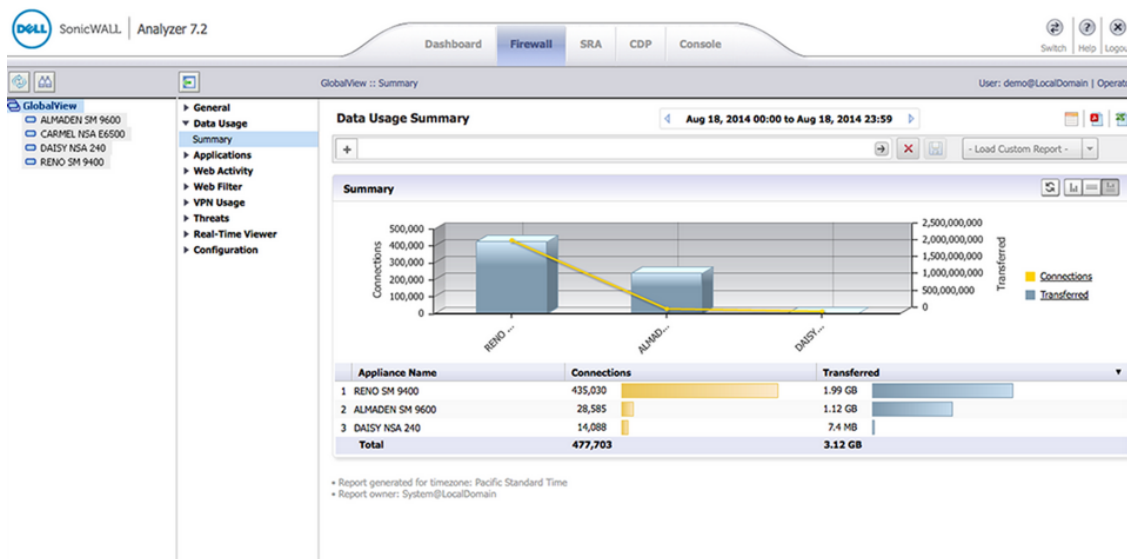 DELL SonicWALL | Analyzer 7.2
Dashboard Firewall SRA CDP Console
Switch Help Logou
GlobalView :: Summary User: demo@LocalDomain | Operato
GlobalView
ALMADEN SM 9600
CARMEL NSA E6500
DAISY NSA 240
RENO SM 9400
General
Data Usage
Summary
Applications
Web Activity
Web Filter
VPN Usage
Threats
Real-Time Viewer
Configuration
Data Usage Summary Aug 18, 2014 00:00 to Aug 18, 2014 23:59
+ - Load Custom Report -
Summary
Connections
500,000
400,000
300,000
200,000
100,000
0
2,500,000,000
2,000,000,000
1,500,000,000
1,000,000,000
500,000,000
0
Transferred
Connections
Transferred
RENO ...
ALMAD...
DAISY...
Appliance Name Connections Transferred
1 RENO SM 9400 435,030 1.99 GB
2 ALMADEN SM 9600 28,585 1.12 GB
3 DAISY NSA 240 14,088 7.4 MB
Total 477,703 3.12 GB
• Report generated for timezone: Pacific Standard Time
• Report owner: System@LocalDomain